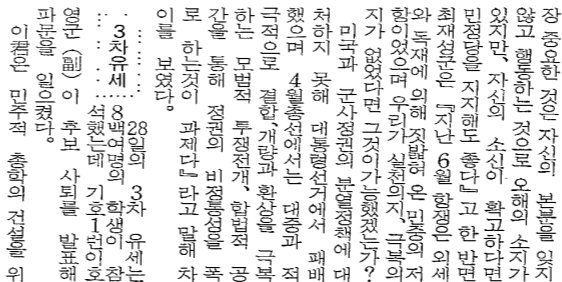 장 중요한 것은 자신의 본분을 잊지
않고 행동하는 것으로 오해의 소지가
있지만, 자신의 소신이 확고하다면
민정당을 지지해도 좋다』고 한 반면
최재성군은 『지난 6월 항쟁은 외세
와 독재에 의해 짓밟혀 온 민중의 저
항이었으며 우리가 실천의지, 극복의
지가 없었다면 그것이 가능했겠는가?
미국과 군사정권의 분열정책에 대
처하지 못해 대통령선거에서 패배
했으며 4월총선에서는 대중과 적
극적으로 결합, 개량과 환상을 극복
하는 모범적 투쟁전개, 합법적 공
간을 통해 정권의 비정통성을 폭
로 하는것이 과제다』라고 말해 차
이를 보였다.
3차유세
28일의 3차 유세는
8백여명의 학생이 참
석했는데 기호1런이호
영군(副)이 후보 사퇴를 발표해
파문을 일으켰다.
이君은 민주적 총학의 건설을 위